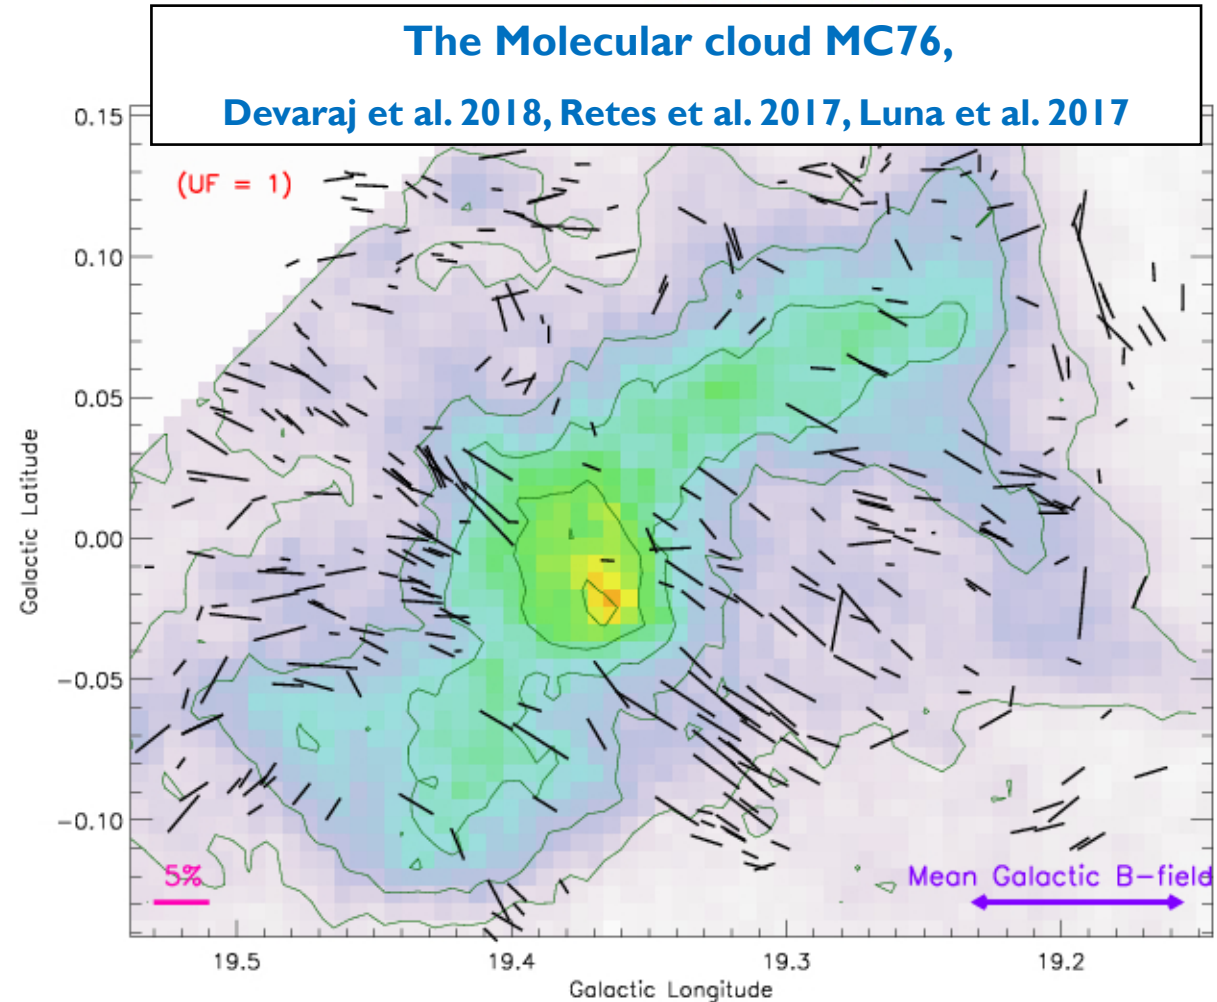 The Molecular cloud MC76,
Devaraj et al. 2018, Retes et al. 2017, Luna et al. 2017
0.15
(UF = 1)
0.10
0.05
0.00
−0.05
−0.10
Galactic Latitude
5%
Mean Galactic B−field
19.5 19.4 19.3 19.2
Galactic Longitude